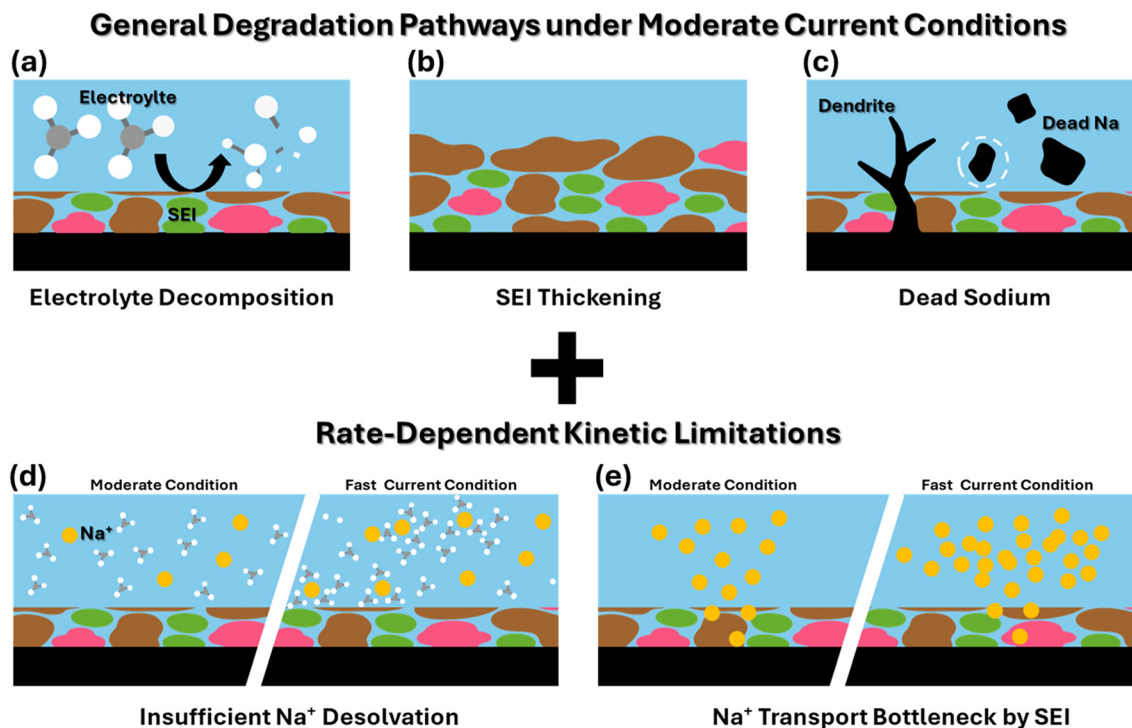 General Degradation Pathways under Moderate Current Conditions
(a)
Electroylte
SEI
Electrolyte Decomposition
(b)
SEI Thickening
(c)
Dendrite
Dead Na
Dead Sodium
Rate-Dependent Kinetic Limitations
(d)
Moderate Condition
Fast Current Condition
Na⁺
Insufficient Na⁺ Desolvation
(e)
Moderate Condition
Fast Current Condition
Na⁺ Transport Bottleneck by SEI